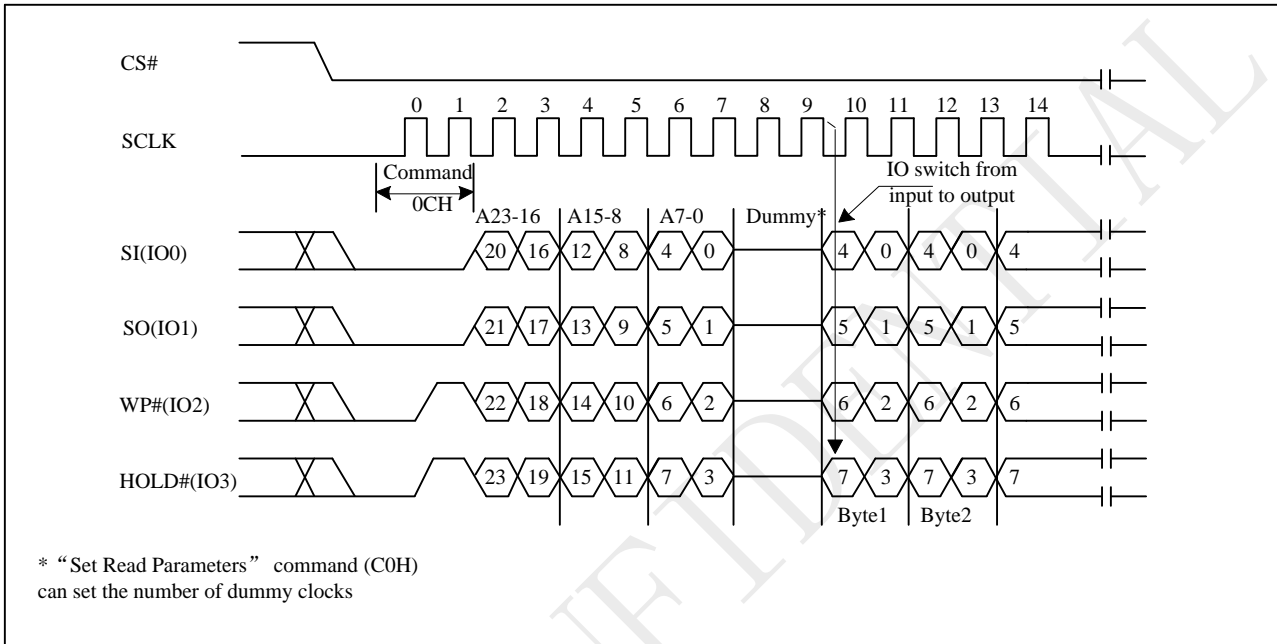 CS#
0 1 2 3 4 5 6 7 8 9 10 11 12 13 14
SCLK
Command
0CH
IO switch from
input to output
A23-16 A15-8 A7-0 Dummy*
SI(IO0) 20 16 12 8 4 0 4 0 4 0 4
SO(IO1) 21 17 13 9 5 1 5 1 5 1 5
WP#(IO2) 22 18 14 10 6 2 6 2 6 2 6
HOLD#(IO3) 23 19 15 11 7 3 7 3 7 3 7
Byte1 Byte2
* “Set Read Parameters” command (C0H)
can set the number of dummy clocks